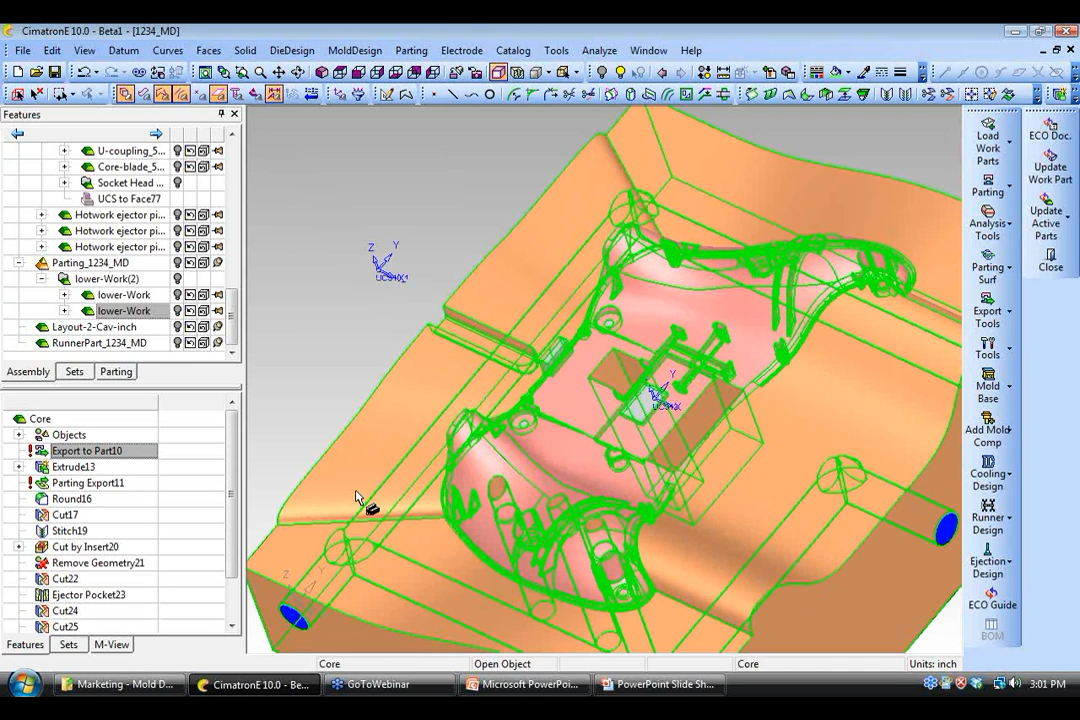 CimatronE 10.0 - Beta1 - [1234_MD]
File Edit View Datum Curves Faces Solid DieDesign MoldDesign Parting Electrode Catalog Tools Analyze Window Help
Features
U-coupling_5...
Core-blade_5...
Socket Head ...
UCS to Face77
Hotwork ejector pi...
Hotwork ejector pi...
Hotwork ejector pi...
Parting_1234_MD
lower-Work(2)
lower-Work
lower-Work
Layout-2-Cav-inch
RunnerPart_1234_MD
Assembly Sets Parting
Core
Objects
Export to Part10
Extrude13
Parting Export11
Round16
Cut17
Stitch19
Cut by Insert20
Remove Geometry21
Cut22
Ejector Pocket23
Cut24
Cut25
Features Sets M-View
Z Y
Y
Z
Load Work Parts
Parting
Analysis Tools
Parting Surf
Export Tools
Tools
Mold Base
Add Mold Comp
Cooling Design
Runner Design
Ejection Design
ECO Guide
BOM
ECO Doc.
Update Work Part
Update Active Parts
Close
Core Open Object Core Units: inch
Marketing - Mold D... CimatronE 10.0 - Be... GoToWebinar Microsoft PowerPo... PowerPoint Slide Sh... 3:01 PM